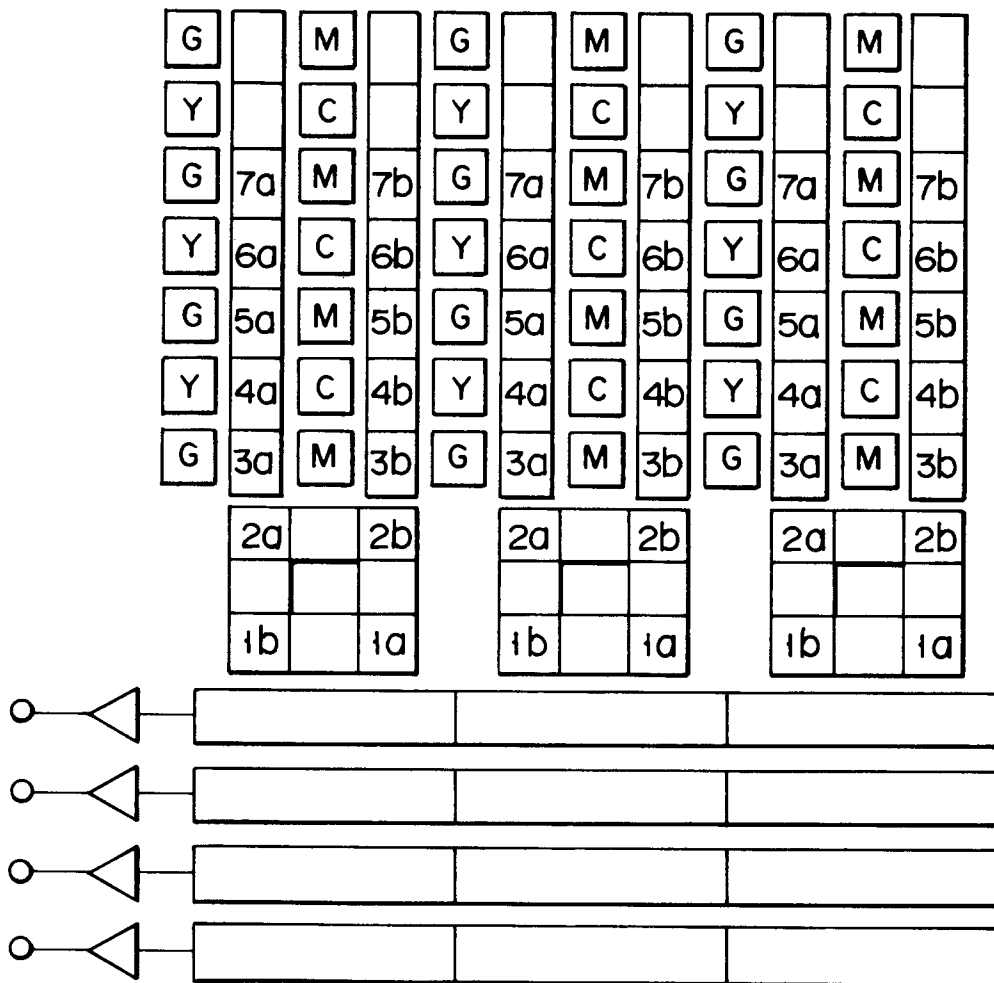 G M G M G M
Y C Y C Y C
G 7a M 7b G 7a M 7b G 7a M 7b
Y 6a C 6b Y 6a C 6b Y 6a C 6b
G 5a M 5b G 5a M 5b G 5a M 5b
Y 4a C 4b Y 4a C 4b Y 4a C 4b
G 3a M 3b G 3a M 3b G 3a M 3b
2a 2b 2a 2b 2a 2b
1b 1a 1b 1a 1b 1a